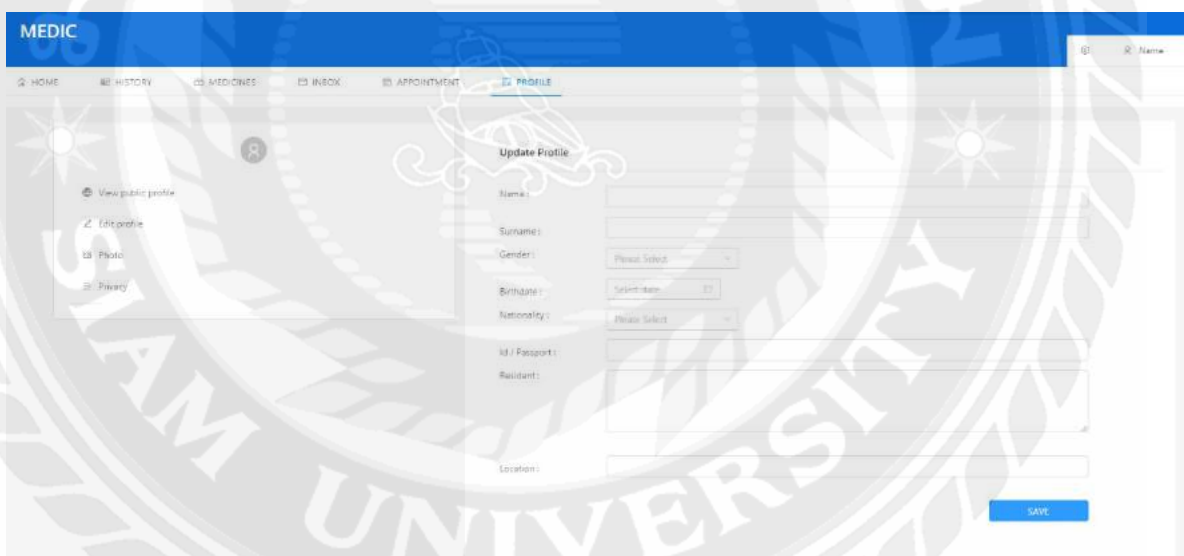 MEDIC
Name
HOME HISTORY MEDICINES INBOX APPOINTMENT PROFILE
View public profile
Edit profile
Photo
Privacy
Update Profile
Name :
Surname :
Gender : Please Select
Birthdate : Select date
Nationality : Please Select
Id / Passport :
Resident :
Location :
SAVE
SIAM UNIVERSITY